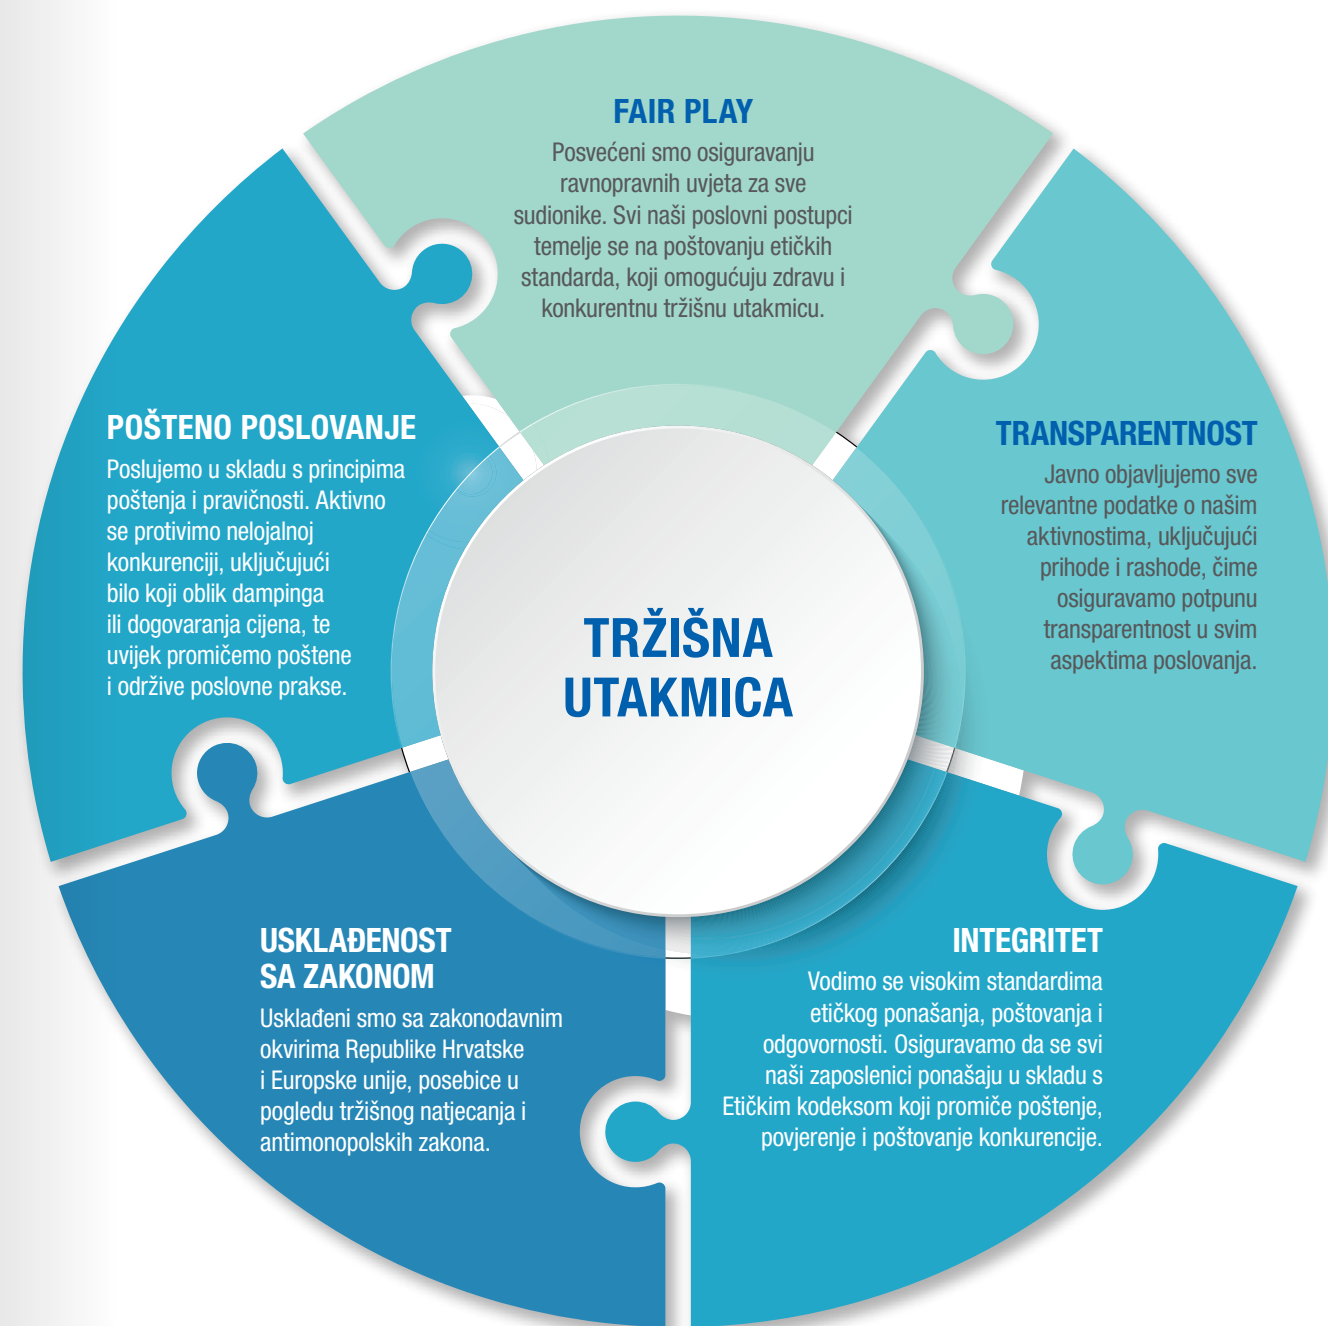 FAIR PLAY
Posvećeni smo osiguravanju
ravnopravnih uvjeta za sve
sudionike. Svi naši poslovni postupci
temelje se na poštovanju etičkih
standarda, koji omogućuju zdravu i
konkurentnu tržišnu utakmicu.
TRANSPARENTNOST
Javno objavljujemo sve
relevantne podatke o našim
aktivnostima, uključujući
prihode i rashode, čime
osiguravamo potpunu
transparentnost u svim
aspektima poslovanja.
INTEGRITET
Vodimo se visokim standardima
etičkog ponašanja, poštovanja i
odgovornosti. Osiguravamo da se svi
naši zaposlenici ponašaju u skladu s
Etičkim kodeksom koji promiče poštenje,
povjerenje i poštovanje konkurencije.
USKLAĐENOST
SA ZAKONOM
Usklađeni smo sa zakonodavnim
okvirima Republike Hrvatske
i Europske unije, posebice u
pogledu tržišnog natjecanja i
antimonopolskih zakona.
POŠTENO POSLOVANJE
Poslujemo u skladu s principima
poštenja i pravičnosti. Aktivno
se protivimo nelojalnoj
konkurenciji, uključujući
bilo koji oblik dampinga
ili dogovaranja cijena, te
uvijek promičemo poštene
i održive poslovne prakse.
TRŽIŠNA
UTAKMICA